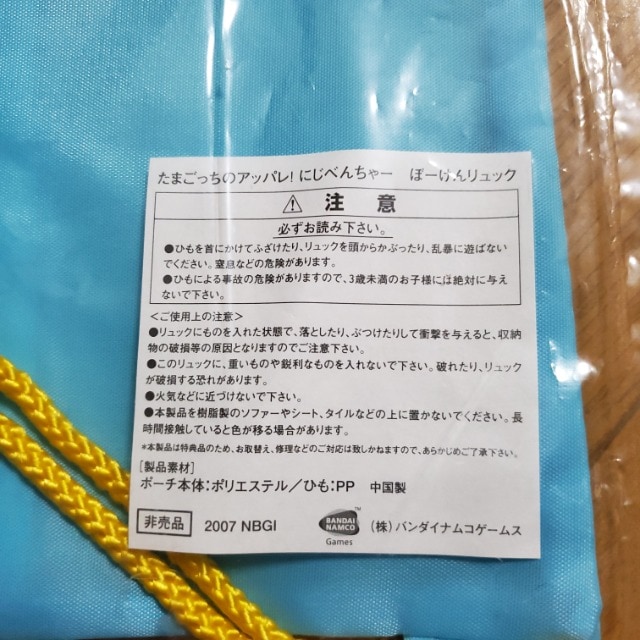 たまごっちのアッパレ!にじべんちゃー ぼーけんリュック
⚠ 注意
必ずお読み下さい。
●ひもを首にかけてふざけたり、リュックを頭からかぶったり、乱暴に遊ばない
でください。窒息などの危険があります。
●ひもによる事故の危険がありますので、3歳未満のお子様には絶対に与え
ないで下さい。
<ご使用上の注意>
●リュックにものを入れた状態で、落としたり、ぶつけたりして衝撃を与えると、収納
物の破損等の原因となりますのでご注意下さい。
●このリュックに、重いものや鋭利なものを入れないで下さい。破れたり、リュック
が破損する恐れがあります。
●火気などに近づけないで下さい。
●本製品を樹脂製のソファーやシート、タイルなどの上に置かないでください。長
時間接触していると色が移る場合があります。
*本製品は特典品のため、お取替え、修理などのご対応は致しかねますので、あらかじめご了承下さい。
[製品素材]
ポーチ本体:ポリエステル/ひも:PP 中国製
非売品 2007 NBGI BANDAI NAMCO Games ™ (株)バンダイナムコゲームス